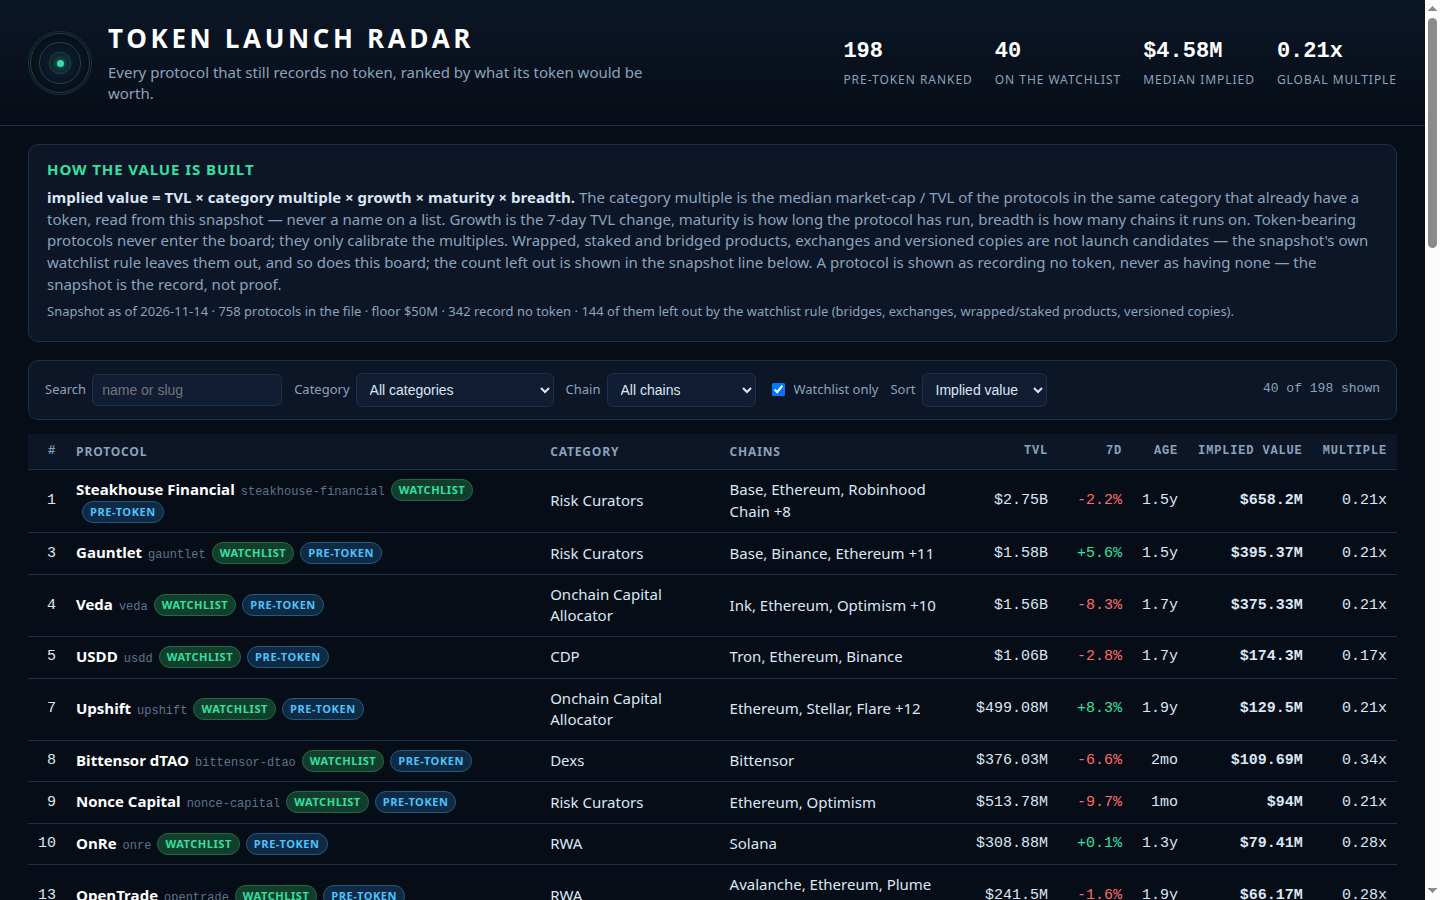 TOKEN LAUNCH RADAR
Every protocol that still records no token, ranked by what its token would be
worth.
198
PRE-TOKEN RANKED
40
ON THE WATCHLIST
$4.58M
MEDIAN IMPLIED
0.21x
GLOBAL MULTIPLE
HOW THE VALUE IS BUILT
implied value = TVL × category multiple × growth × maturity × breadth. The category multiple is the median market-cap / TVL of the protocols in the same category that already have a
token, read from this snapshot — never a name on a list. Growth is the 7-day TVL change, maturity is how long the protocol has run, breadth is how many chains it runs on. Token-bearing
protocols never enter the board; they only calibrate the multiples. Wrapped, staked and bridged products, exchanges and versioned copies are not launch candidates — the snapshot's own
watchlist rule leaves them out, and so does this board; the count left out is shown in the snapshot line below. A protocol is shown as recording no token, never as having none — the
snapshot is the record, not proof.
Snapshot as of 2026-11-14 · 758 protocols in the file · floor $50M · 342 record no token · 144 of them left out by the watchlist rule (bridges, exchanges, wrapped/staked products, versioned copies).
Search name or slug Category All categories Chain All chains Watchlist only Sort Implied value 40 of 198 shown
# PROTOCOL CATEGORY CHAINS TVL 7D AGE IMPLIED VALUE MULTIPLE
1 Steakhouse Financial steakhouse-financial WATCHLIST PRE-TOKEN Risk Curators Base, Ethereum, Robinhood Chain +8 $2.75B -2.2% 1.5y $658.2M 0.21x
3 Gauntlet gauntlet WATCHLIST PRE-TOKEN Risk Curators Base, Binance, Ethereum +11 $1.58B +5.6% 1.5y $395.37M 0.21x
4 Veda veda WATCHLIST PRE-TOKEN Onchain Capital Allocator Ink, Ethereum, Optimism +10 $1.56B -8.3% 1.7y $375.33M 0.21x
5 USDD usdd WATCHLIST PRE-TOKEN CDP Tron, Ethereum, Binance $1.06B -2.8% 1.7y $174.3M 0.17x
7 Upshift upshift WATCHLIST PRE-TOKEN Onchain Capital Allocator Ethereum, Stellar, Flare +12 $499.08M +8.3% 1.9y $129.5M 0.21x
8 Bittensor dTAO bittensor-dtao WATCHLIST PRE-TOKEN Dexs Bittensor $376.03M -6.6% 2mo $109.69M 0.34x
9 Nonce Capital nonce-capital WATCHLIST PRE-TOKEN Risk Curators Ethereum, Optimism $513.78M -9.7% 1mo $94M 0.21x
10 OnRe onre WATCHLIST PRE-TOKEN RWA Solana $308.88M +0.1% 1.3y $79.41M 0.28x
13 OpenTrade opentrade WATCHLIST PRE-TOKEN RWA Avalanche, Ethereum, Plume $241.5M -1.6% 1.9y $66.17M 0.28x